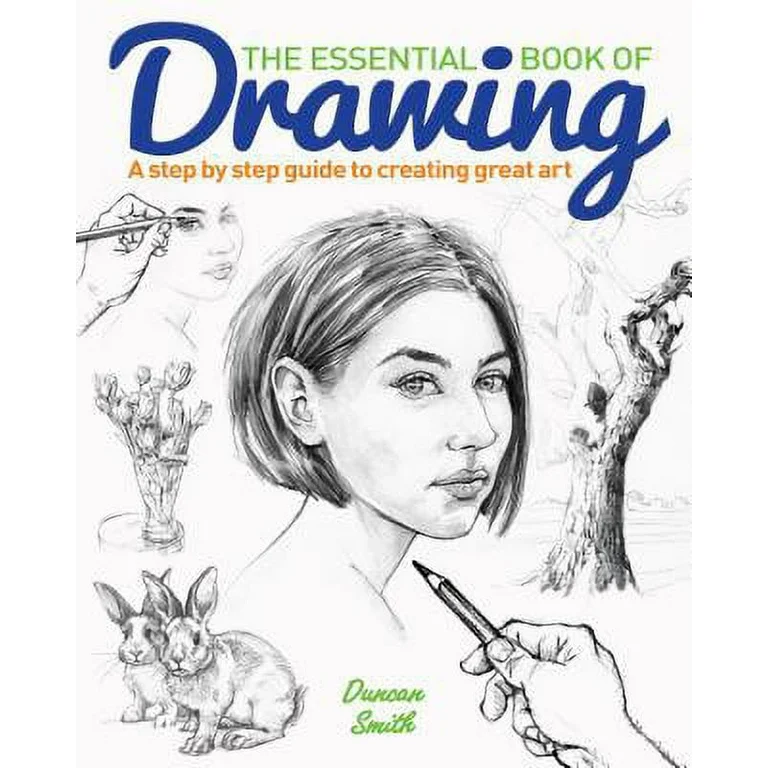 THE ESSENTIAL BOOK OF
Drawing
A step by step guide to creating great art
Duncan
Smith